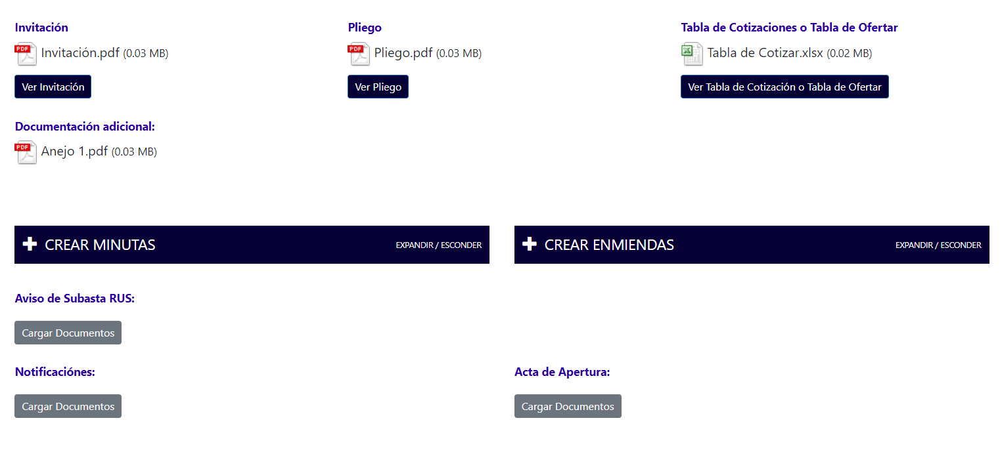 Invitación
Pliego
Tabla de Cotizaciones o Tabla de Ofertar
PDF Invitación.pdf (0.03 MB)
PDF Pliego.pdf (0.03 MB)
Tabla de Cotizar.xlsx (0.02 MB)
Ver Invitación
Ver Pliego
Ver Tabla de Cotización o Tabla de Ofertar
Documentación adicional:
PDF Anejo 1.pdf (0.03 MB)
CREAR MINUTAS EXPANDIR / ESCONDER
CREAR ENMIENDAS EXPANDIR / ESCONDER
Aviso de Subasta RUS:
Cargar Documentos
Notificaciónes:
Acta de Apertura:
Cargar Documentos
Cargar Documentos